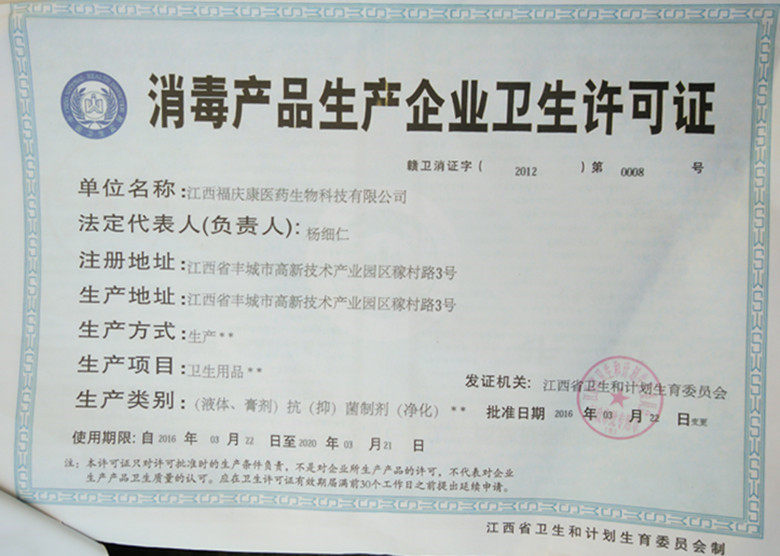 消毒产品生产企业卫生许可证
赣卫消证字( 2012 )第 0008 号
单位名称:江西福庆康医药生物科技有限公司
法定代表人(负责人):杨细仁
注册地址:江西省丰城市高新技术产业园区稼村路3号
生产地址:江西省丰城市高新技术产业园区稼村路3号
生产方式:生产**
生产项目:卫生用品**
生产类别:(液体、膏剂)抗(抑)菌制剂(净化) **
发证机关:江西省卫生和计划生育委员会
批准日期 2016 年 03 月 22 日变更
使用期限:自 2016 年 03 月 22 日至 2020 年 03 月 21 日
注:本许可证只对许可批准时的生产条件负责,不是对企业所生产产品的许可,不代表对企业
生产产品卫生质量的认可。应在卫生许可证有效期届满前30个工作日之前提出延续申请。
江西省卫生和计划生育委员会制